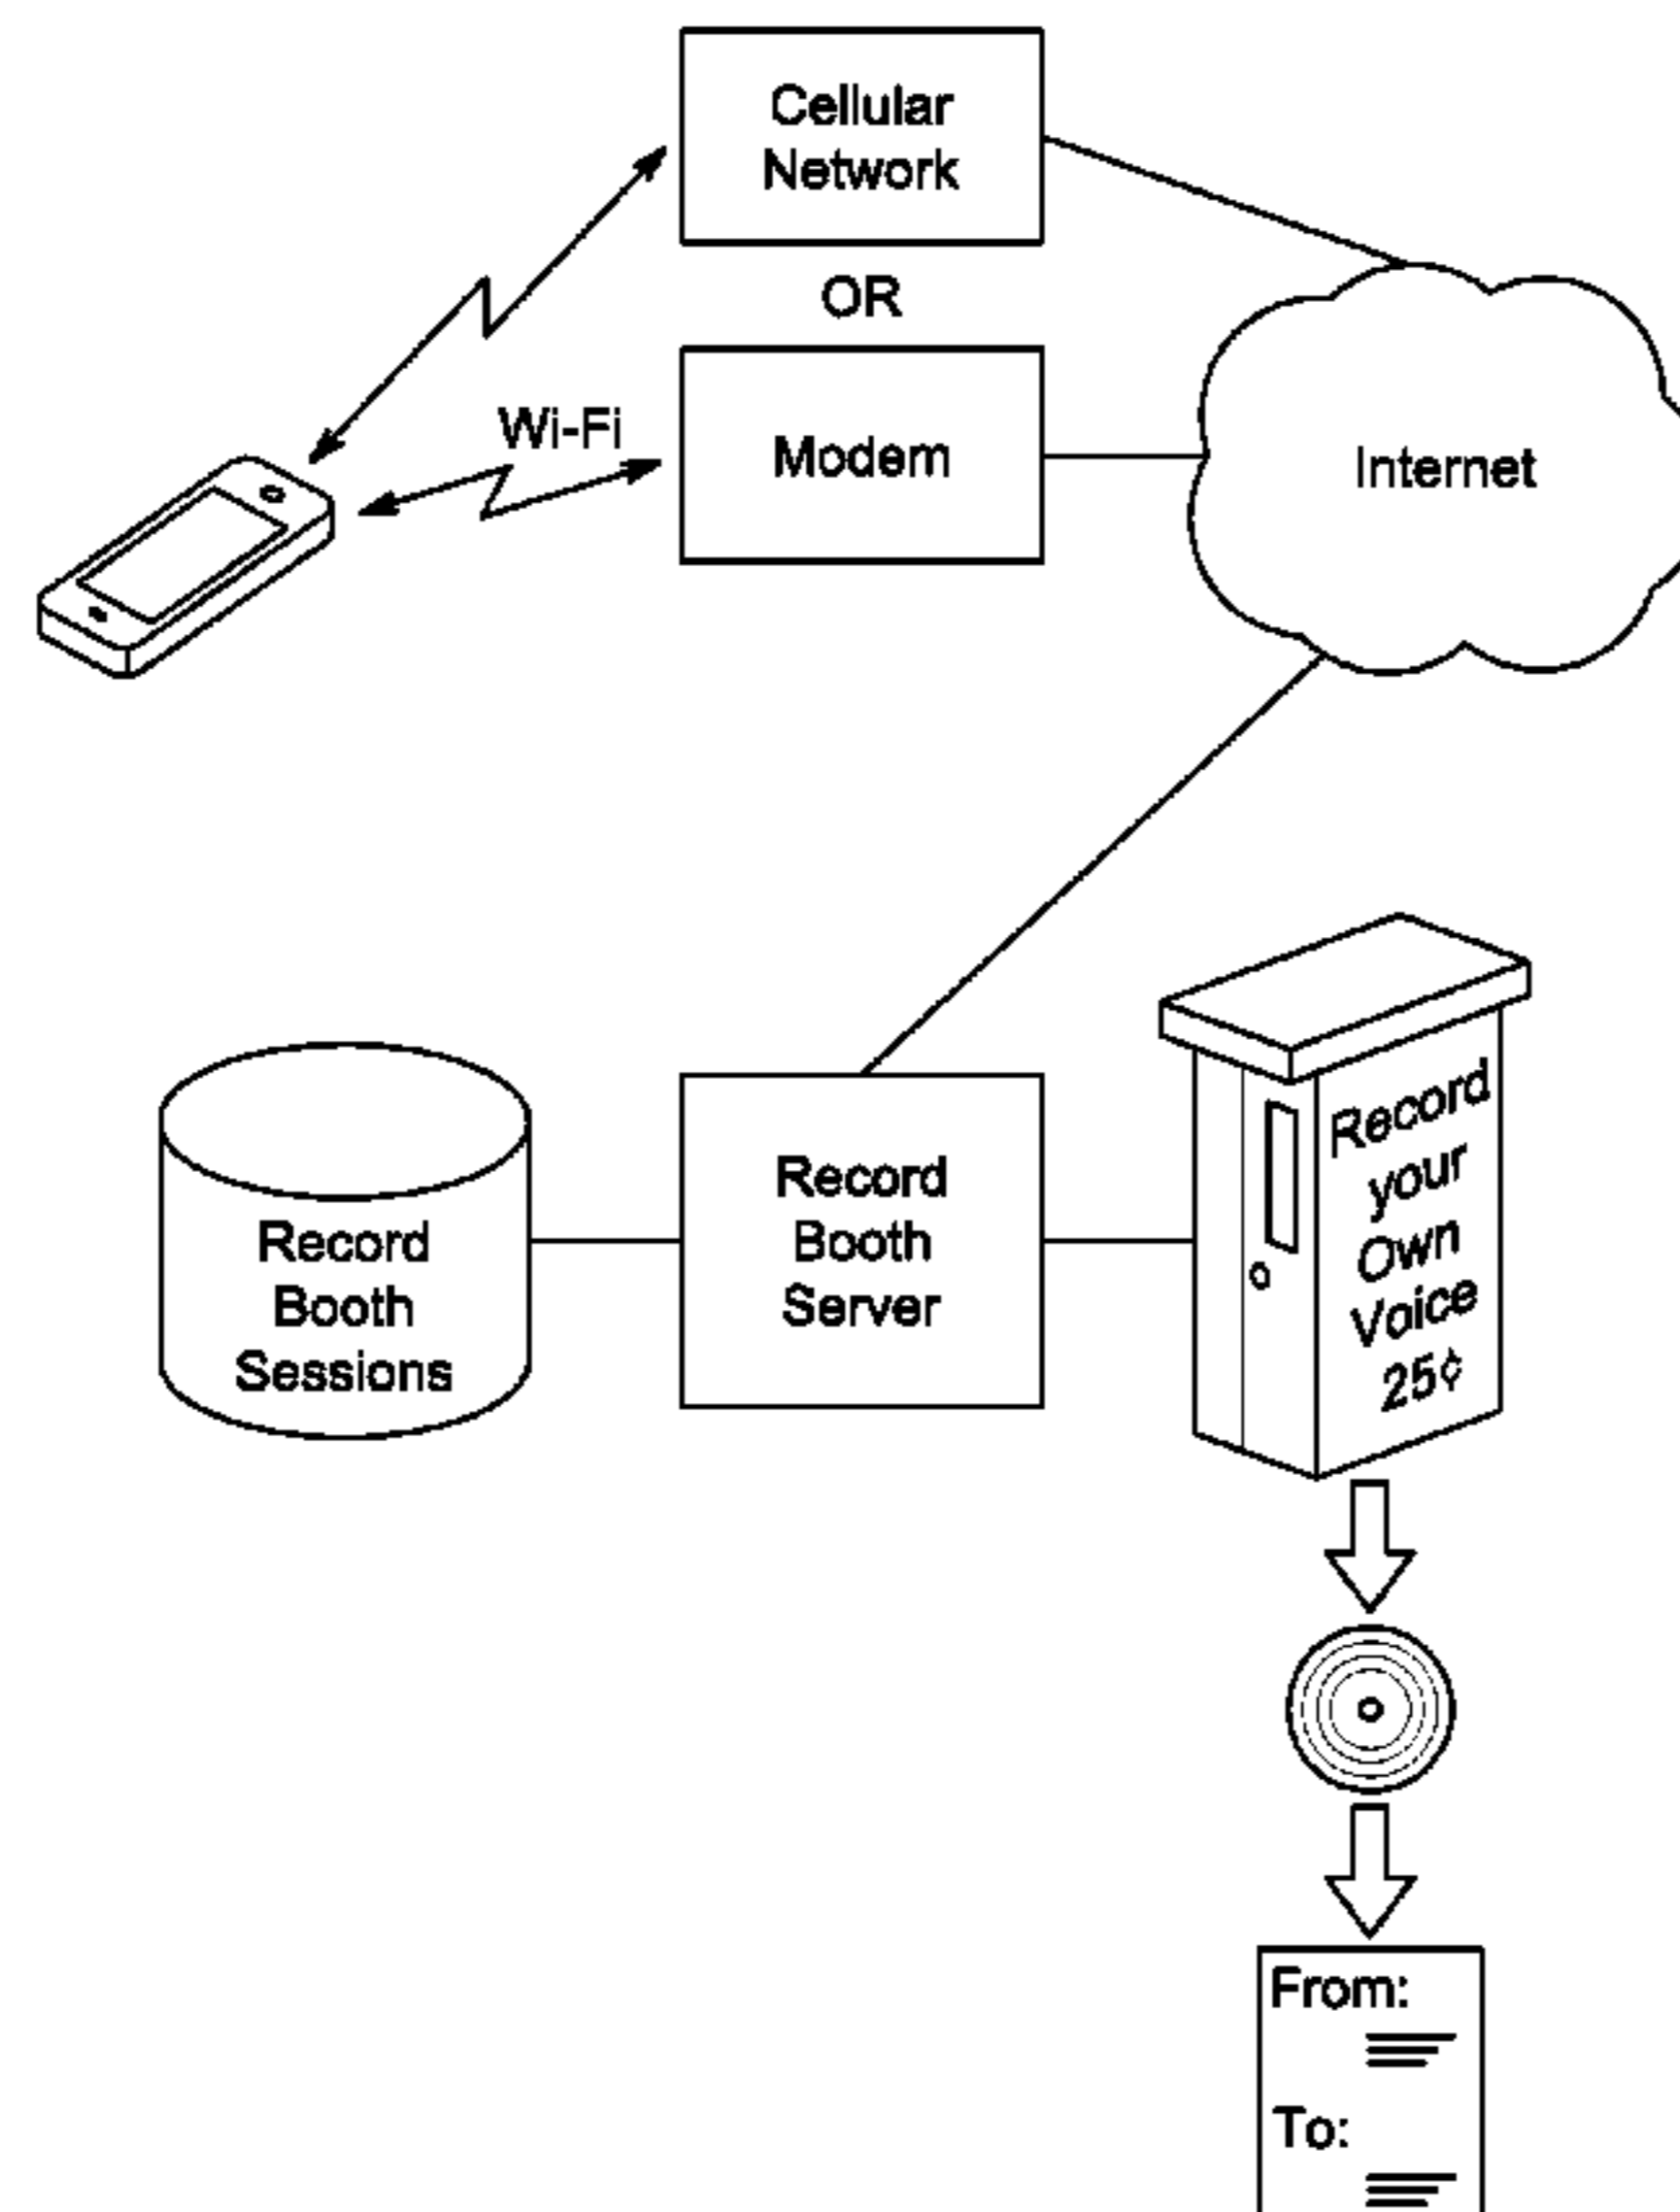 Cellular
Network
OR
Wi-Fi
Modem
Internet
Record
Booth
Sessions
Record
Booth
Server
Record
your
Own
Voice
25¢
From:
To: